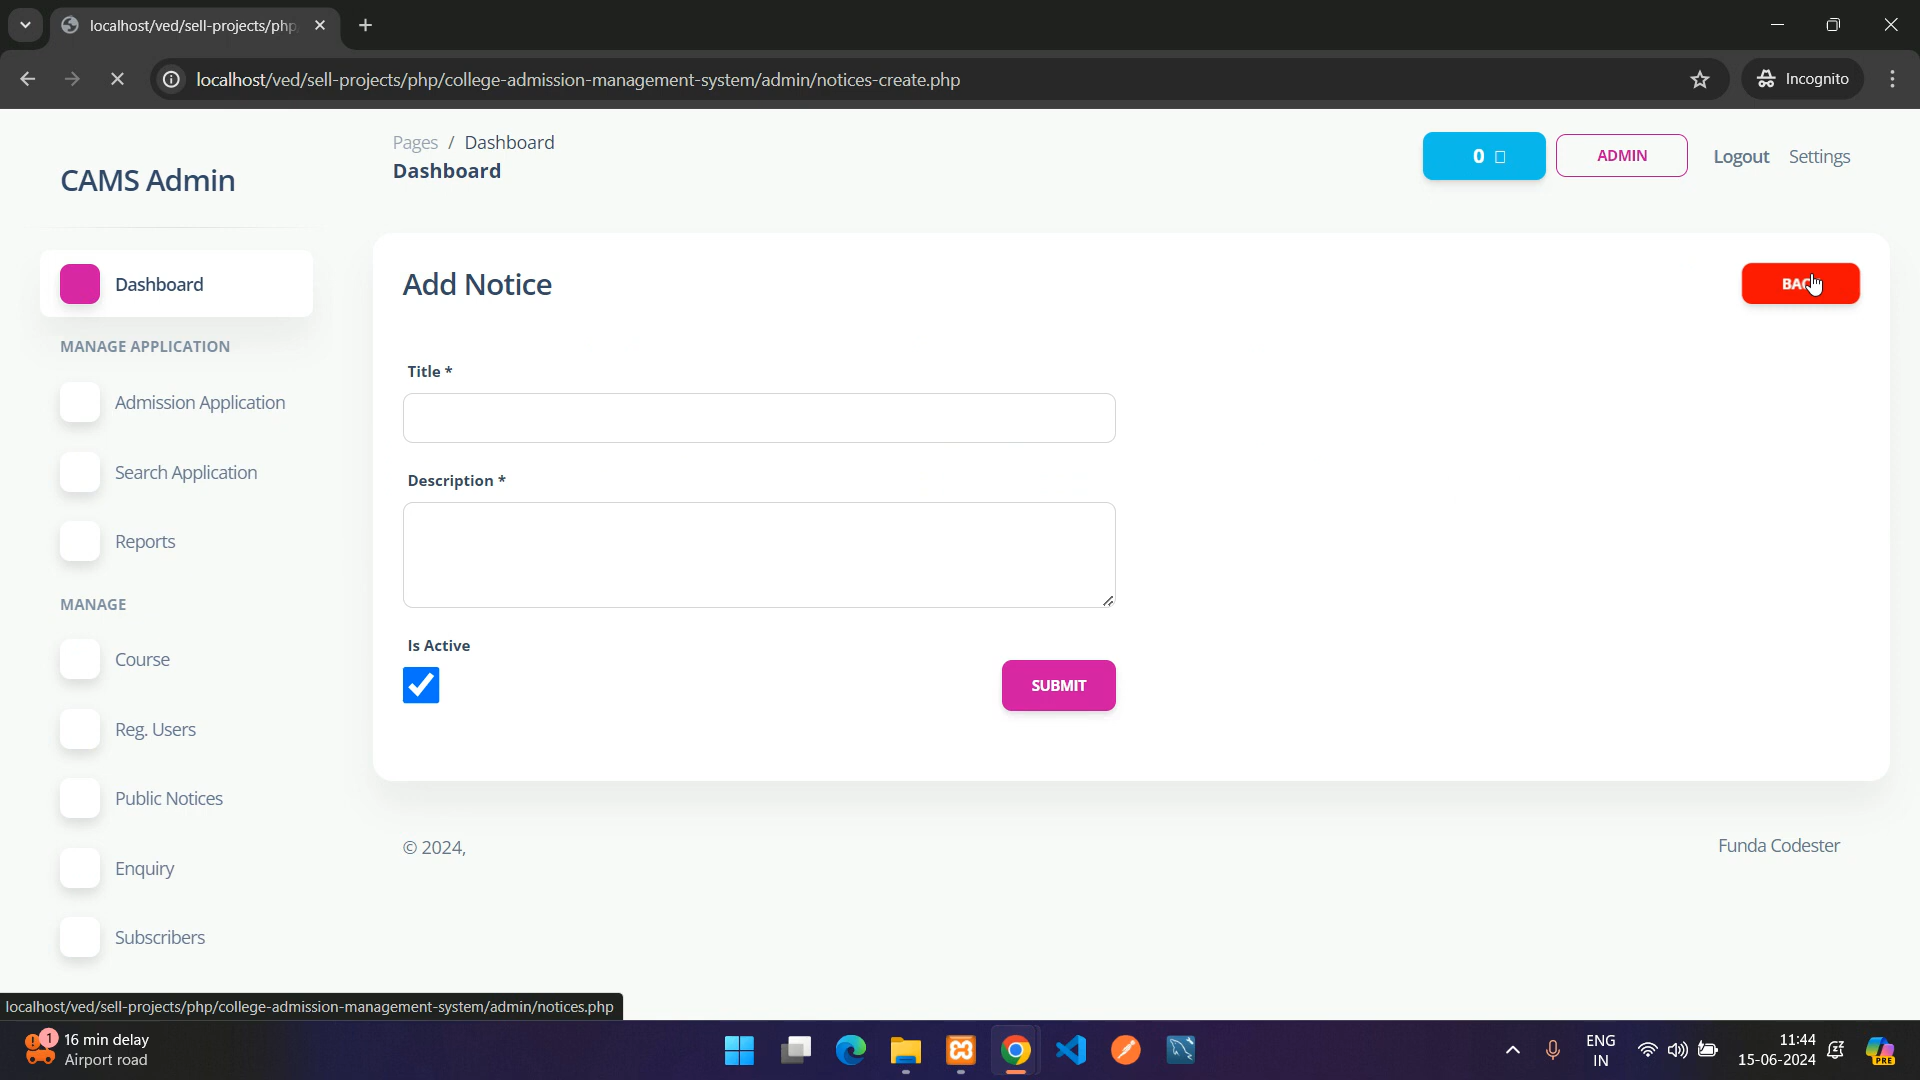 localhost/ved/sell-projects/php
localhost/ved/sell-projects/php/college-admission-management-system/admin/notices-create.php
Incognito
CAMS Admin
Pages / Dashboard
Dashboard
0
ADMIN
Logout
Settings
Dashboard
MANAGE APPLICATION
Admission Application
Search Application
Reports
MANAGE
Course
Reg. Users
Public Notices
Enquiry
Subscribers
Add Notice
Title *
Description *
Is Active
SUBMIT
© 2024,
Funda Codester
localhost/ved/sell-projects/php/college-admission-management-system/admin/notices.php
1
16 min delay
Airport road
ENG
IN
11:44
15-06-2024
PRE